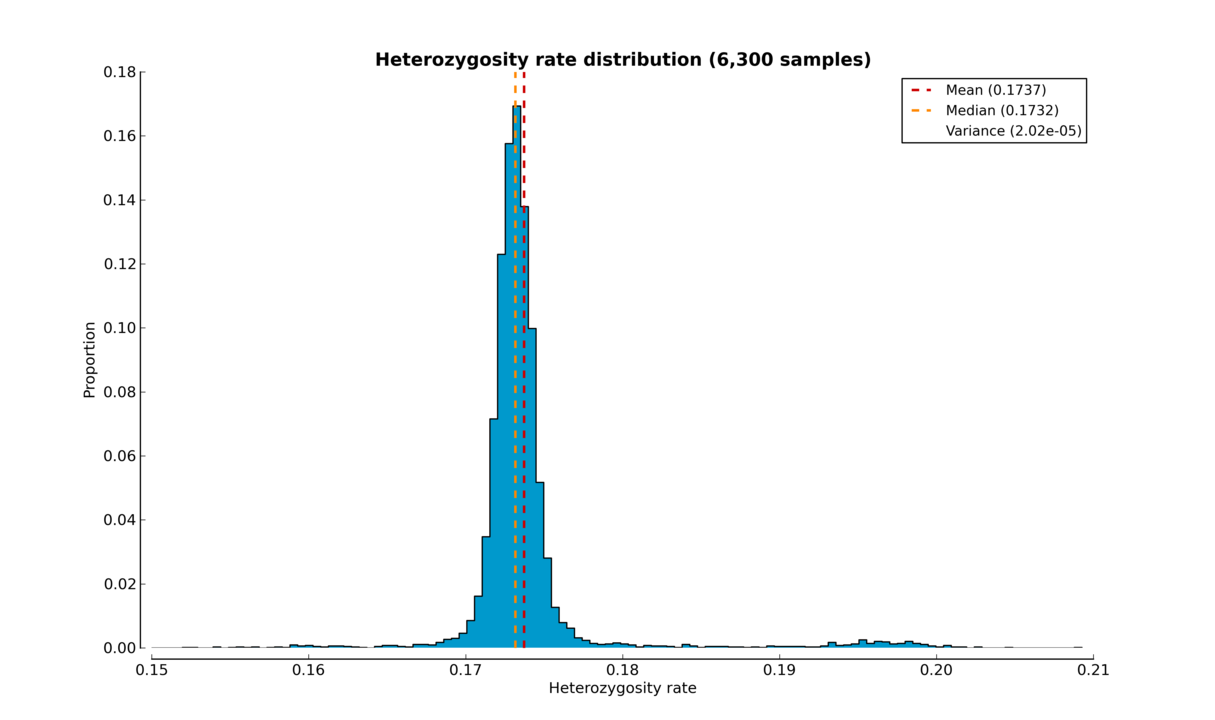 Heterozygosity rate distribution (6,300 samples)
0.18
Mean (0.1737)
Median (0.1732)
Variance (2.02e-05)
0.16
0.14
0.12
0.10
Proportion
0.08
0.06
0.04
0.02
0.00
0.15 0.16 0.17 0.18 0.19 0.20 0.21
Heterozygosity rate